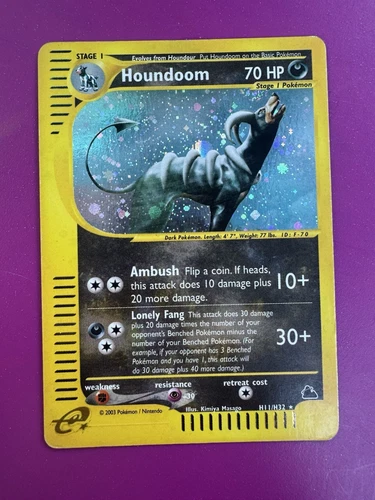 STAGE 1
Evolves from Houndour Put Houndoom on the Basic Pokémon
Houndoom 70 HP
Stage 1 Pokémon
Dark Pokémon. Length: 4' 7", Weight: 77 lbs. ID: F-70
Ambush Flip a coin. If heads,
this attack does 10 damage plus
20 more damage.
10+
Lonely Fang This attack does 30 damage
plus 20 damage times the number of your
opponent's Benched Pokémon minus the
number of your Benched Pokémon. (For
example, if your opponent has 3 Benched
Pokémon and you have 1, this attack will
do 30 damage plus 40 more damage.)
30+
weakness resistance retreat cost
-30
Illus. Kimiya Masago
© 2003 Pokémon / Nintendo
H11/H32 ★
e